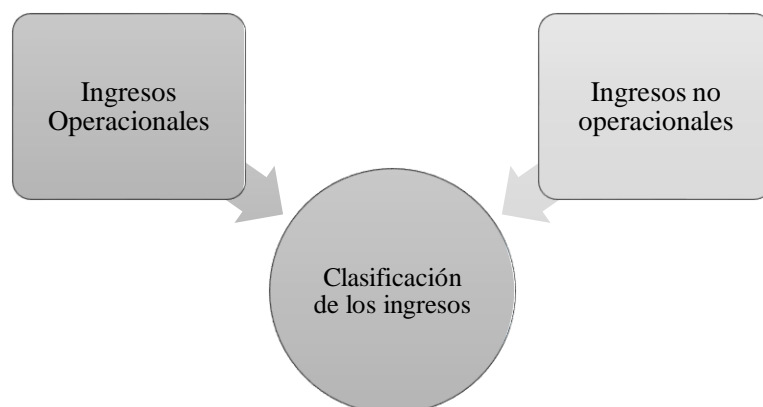 Ingresos
Operacionales
Ingresos no
operacionales
Clasificación
de los ingresos